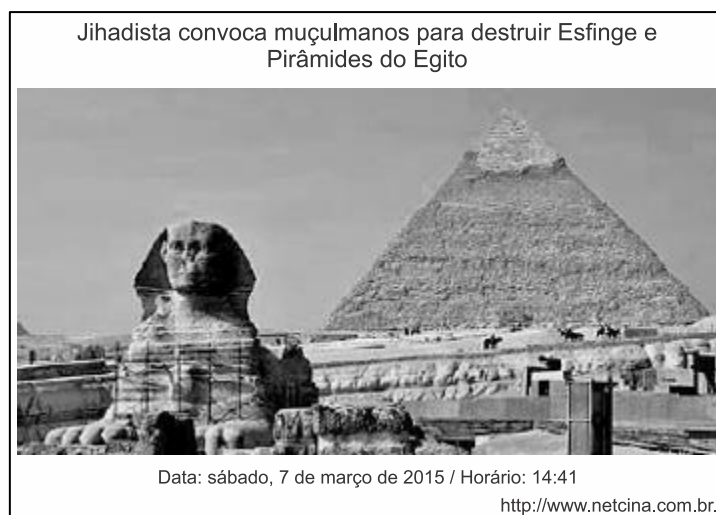 Jihadista convoca muçulmanos para destruir Esfinge e
Pirâmides do Egito
Data: sábado, 7 de março de 2015 / Horário: 14:41
http://www.netcina.com.br.